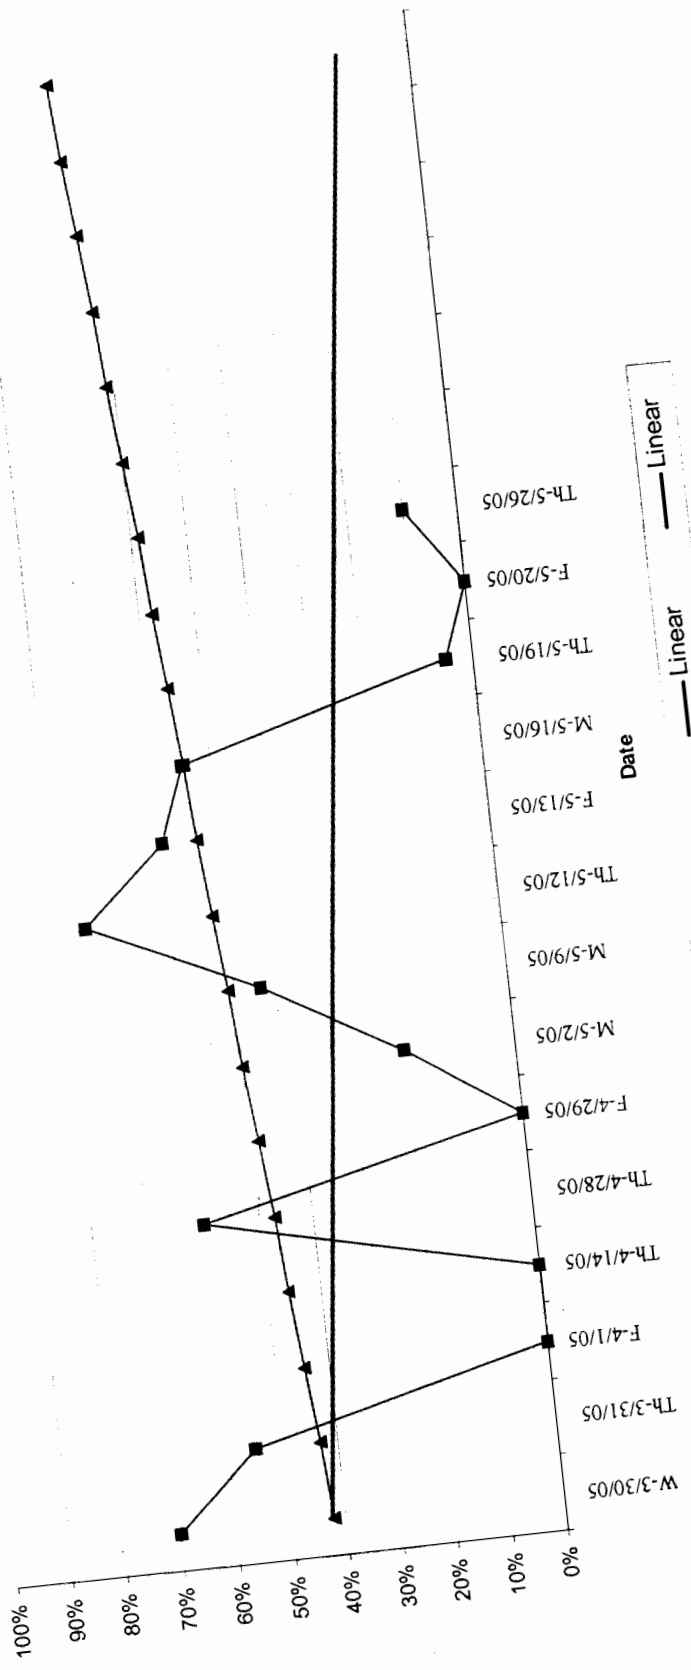 100%
90%
80%
70%
60%
50%
40%
30%
20%
10%
0%
W-3/30/05
Th-3/31/05
F-4/1/05
Th-4/14/05
Th-4/28/05
F-4/29/05
M-5/2/05
M-5/9/05
Th-5/12/05
F-5/13/05
M-5/16/05
Th-5/19/05
F-5/20/05
Th-5/26/05
Date
Linear
Linear